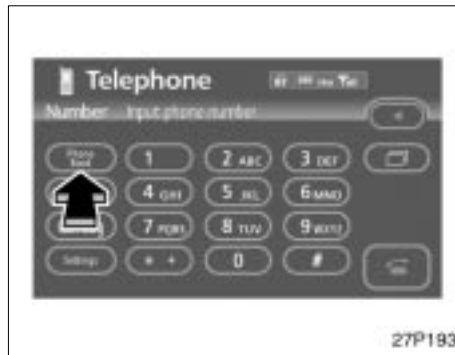 Telephone
Number Input phone number
Phone Book 1 2 ABC 3 DEF
4 GHI 5 JKL 6 MNO
7 PQRS 8 TUV 9 WXYZ
Settings * + 0 #
27P193